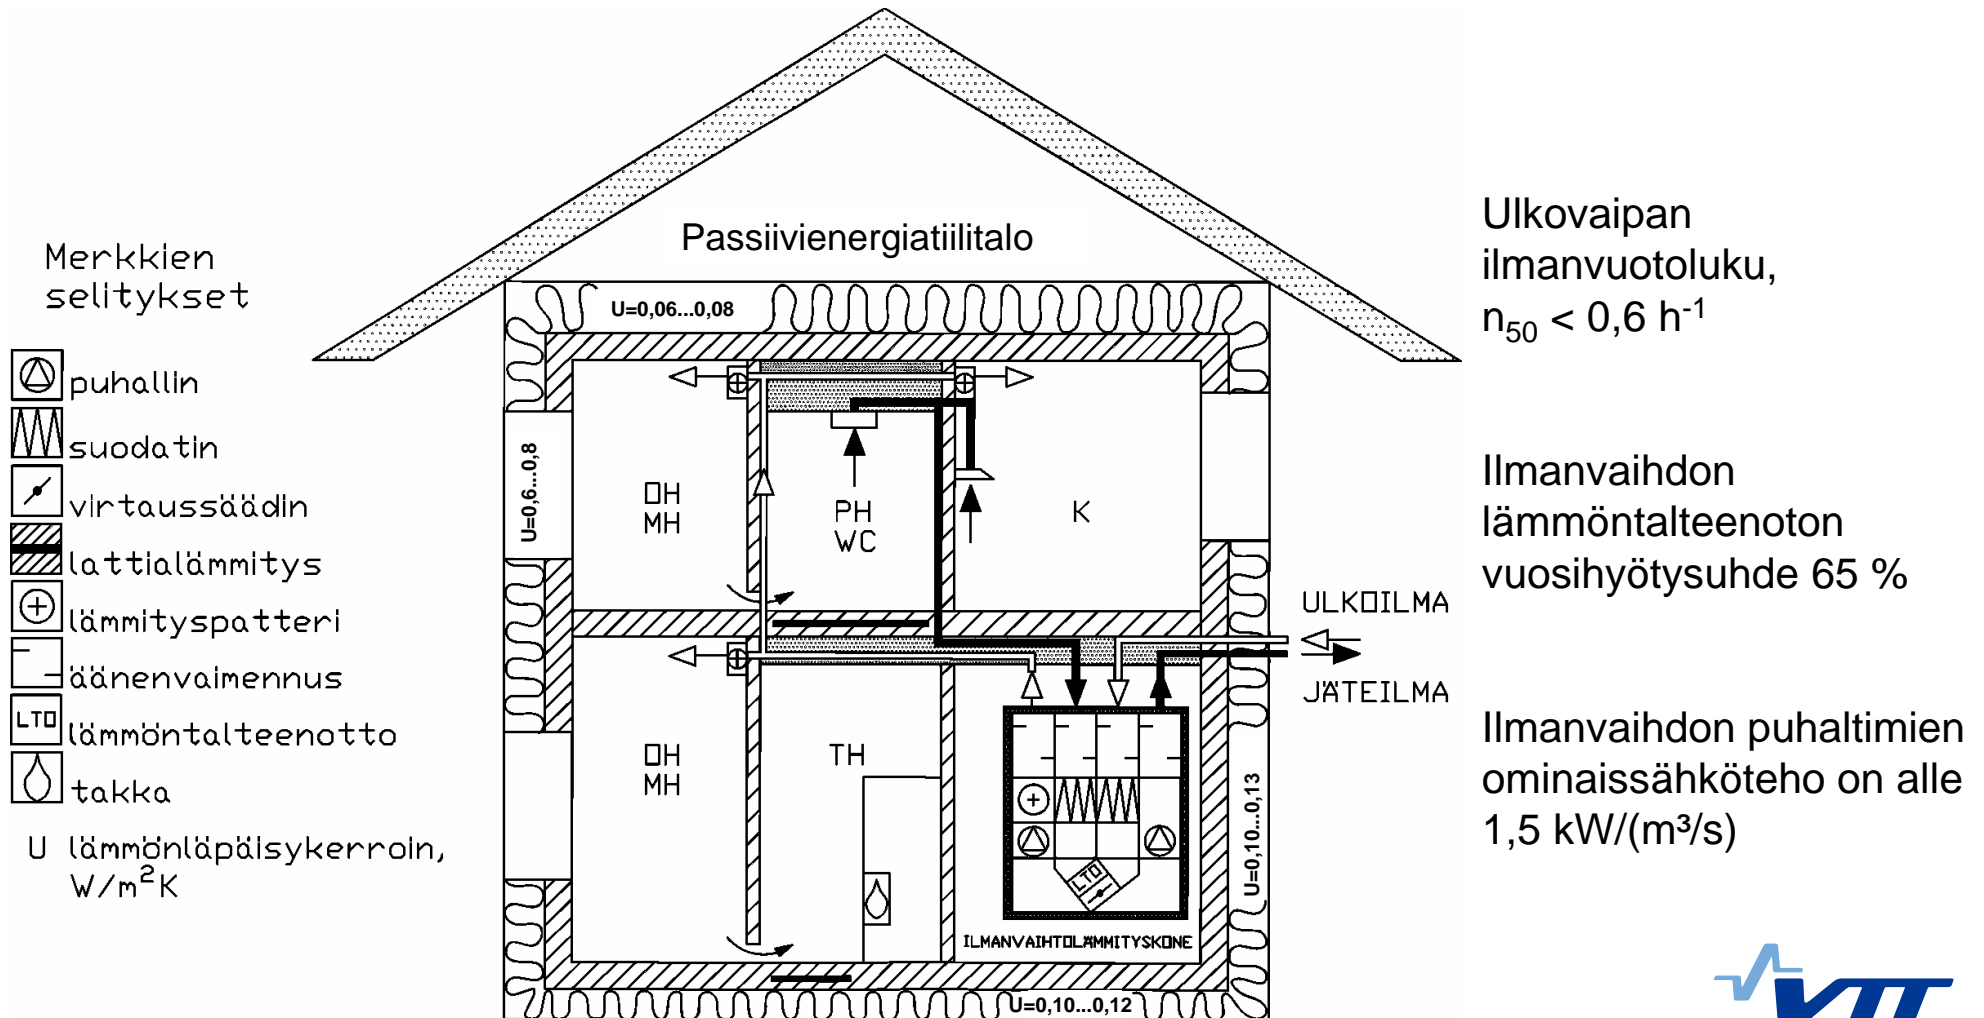 Merkkien
selitykset
puhallin
suodatin
virtaussäädin
lattialämmitys
lämmityspatteri
äänenvaimennus
LTO
lämmöntalteenotto
takka
U lämmönläpäisykerroin,
W/m²K
Passiivienergiatiilitalo
U=0,06...0,08
U=0,6...0,8
OH
MH
PH
WC
K
OH
MH
TH
ULKOILMA
JÄTEILMA
LTO
U=0,10...0,13
ILMANVAIHTOLÄMMITYSKONE
U=0,10...0,12
Ulkovaipan
ilmanvuotoluku,
n₅₀ < 0,6 h⁻¹
Ilmanvaihdon
lämmöntalteenoton
vuosihyötysuhde 65 %
Ilmanvaihdon puhaltimien
ominaissähköteho on alle
1,5 kW/(m³/s)
VTT